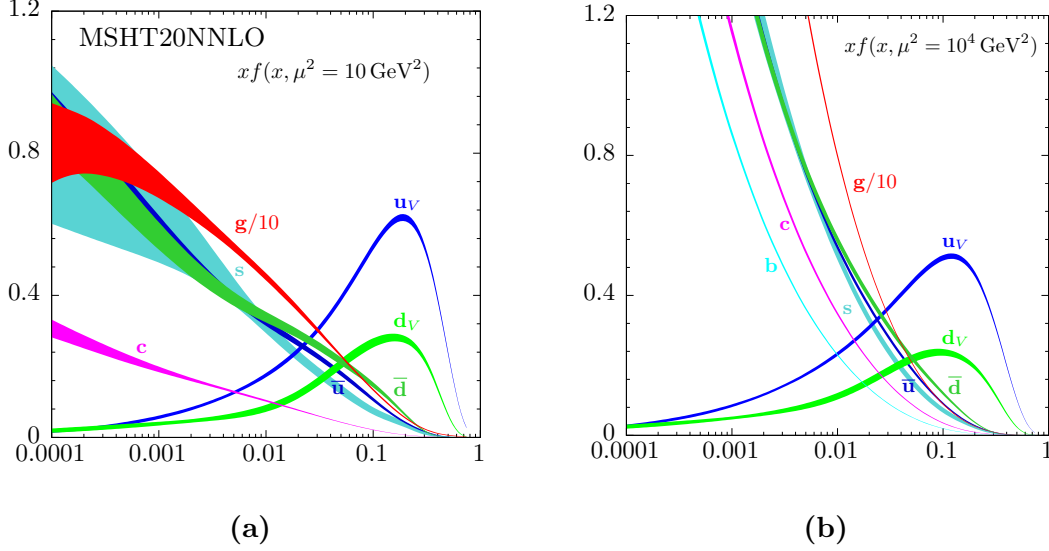 MSHT20NNLO
xf(x, μ² = 10 GeV²)
1.2
0.8
0.4
0
g/10
s
c
u_V
d_V
u̅
d̅
0.0001
0.001
0.01
0.1
1
(a)
xf(x, μ² = 10⁴ GeV²)
1.2
0.8
0.4
0
g/10
c
b
s
u_V
d_V
u̅
d̅
0.0001
0.001
0.01
0.1
1
(b)